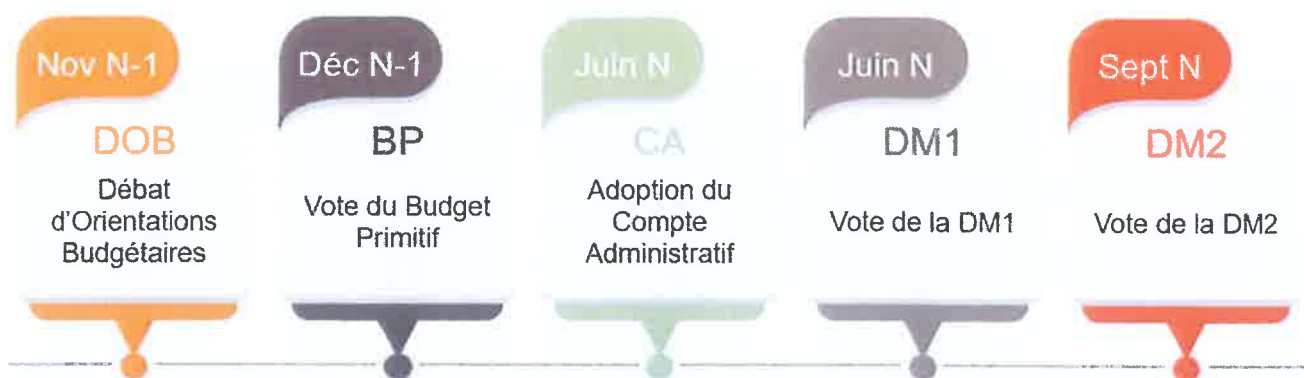 Nov N-1
DOB
Débat
d'Orientations
Budgétaires
Déc N-1
BP
Vote du Budget
Primitif
Juin N
CA
Adoption du
Compte
Administratif
Juin N
DM1
Vote de la DM1
Sept N
DM2
Vote de la DM2